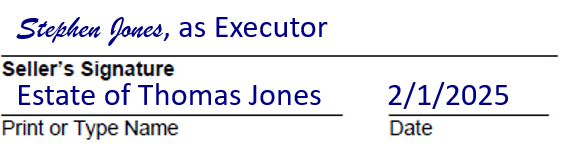 Stephen Jones, as Executor
Seller's Signature
Estate of Thomas Jones 2/1/2025
Print or Type Name Date